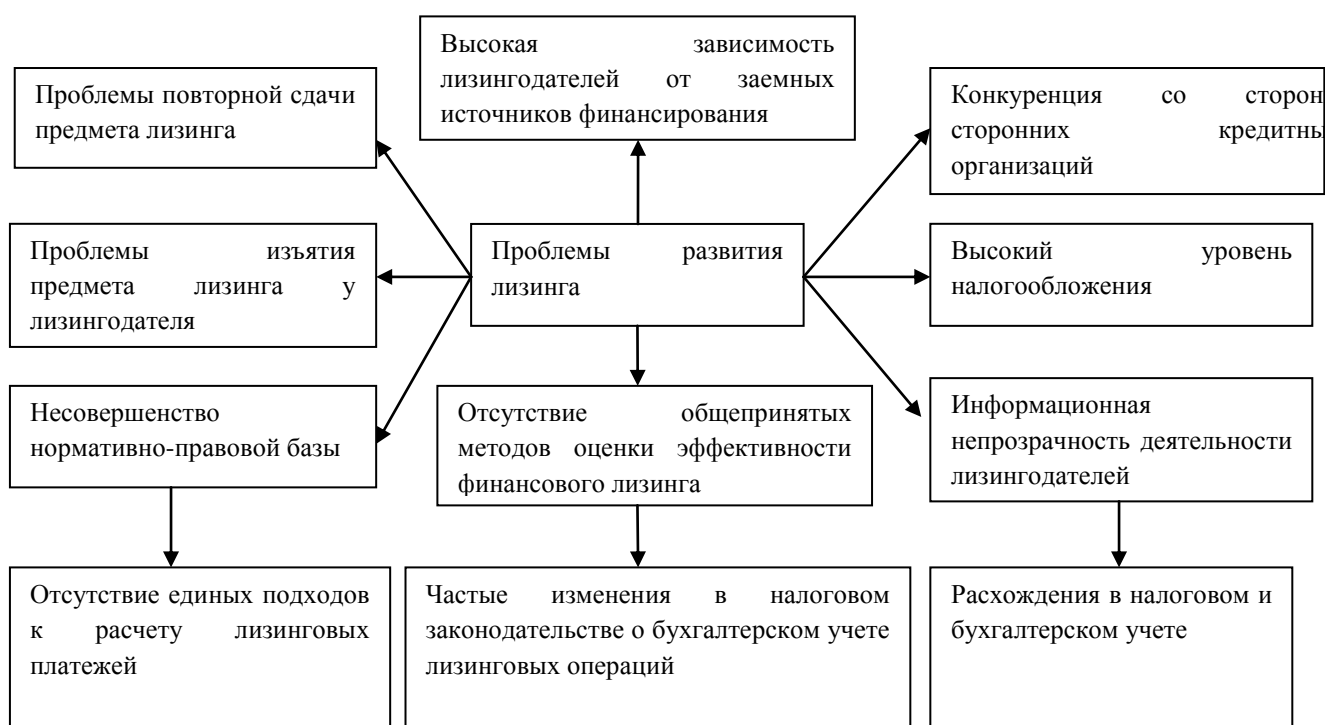 Высокая зависимость
лизингодателей от заемных
источников финансирования
Проблемы повторной сдачи
предмета лизинга
Конкуренция со сторон
сторонних кредитны
организаций
Проблемы изъятия
предмета лизинга у
лизингодателя
Проблемы развития
лизинга
Высокий уровень
налогообложения
Несовершенство
нормативно-правовой базы
Отсутствие общепринятых
методов оценки эффективности
финансового лизинга
Информационная
непрозрачность деятельности
лизингодателей
Отсутствие единых подходов
к расчету лизинговых
платежей
Частые изменения в налоговом
законодательстве о бухгалтерском учете
лизинговых операций
Расхождения в налоговом и
бухгалтерском учете